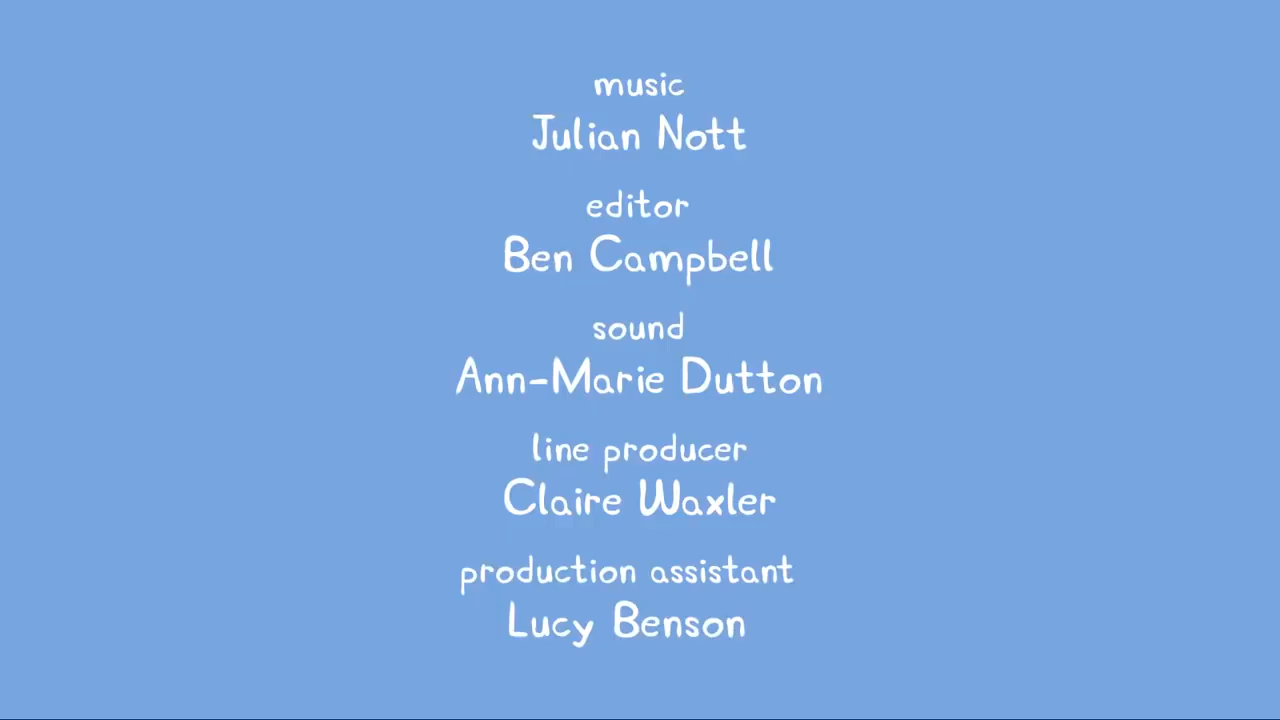 music
Julian Nott
editor
Ben Campbell
sound
Ann-Marie Dutton
line producer
Claire Waxler
production assistant
Lucy Benson